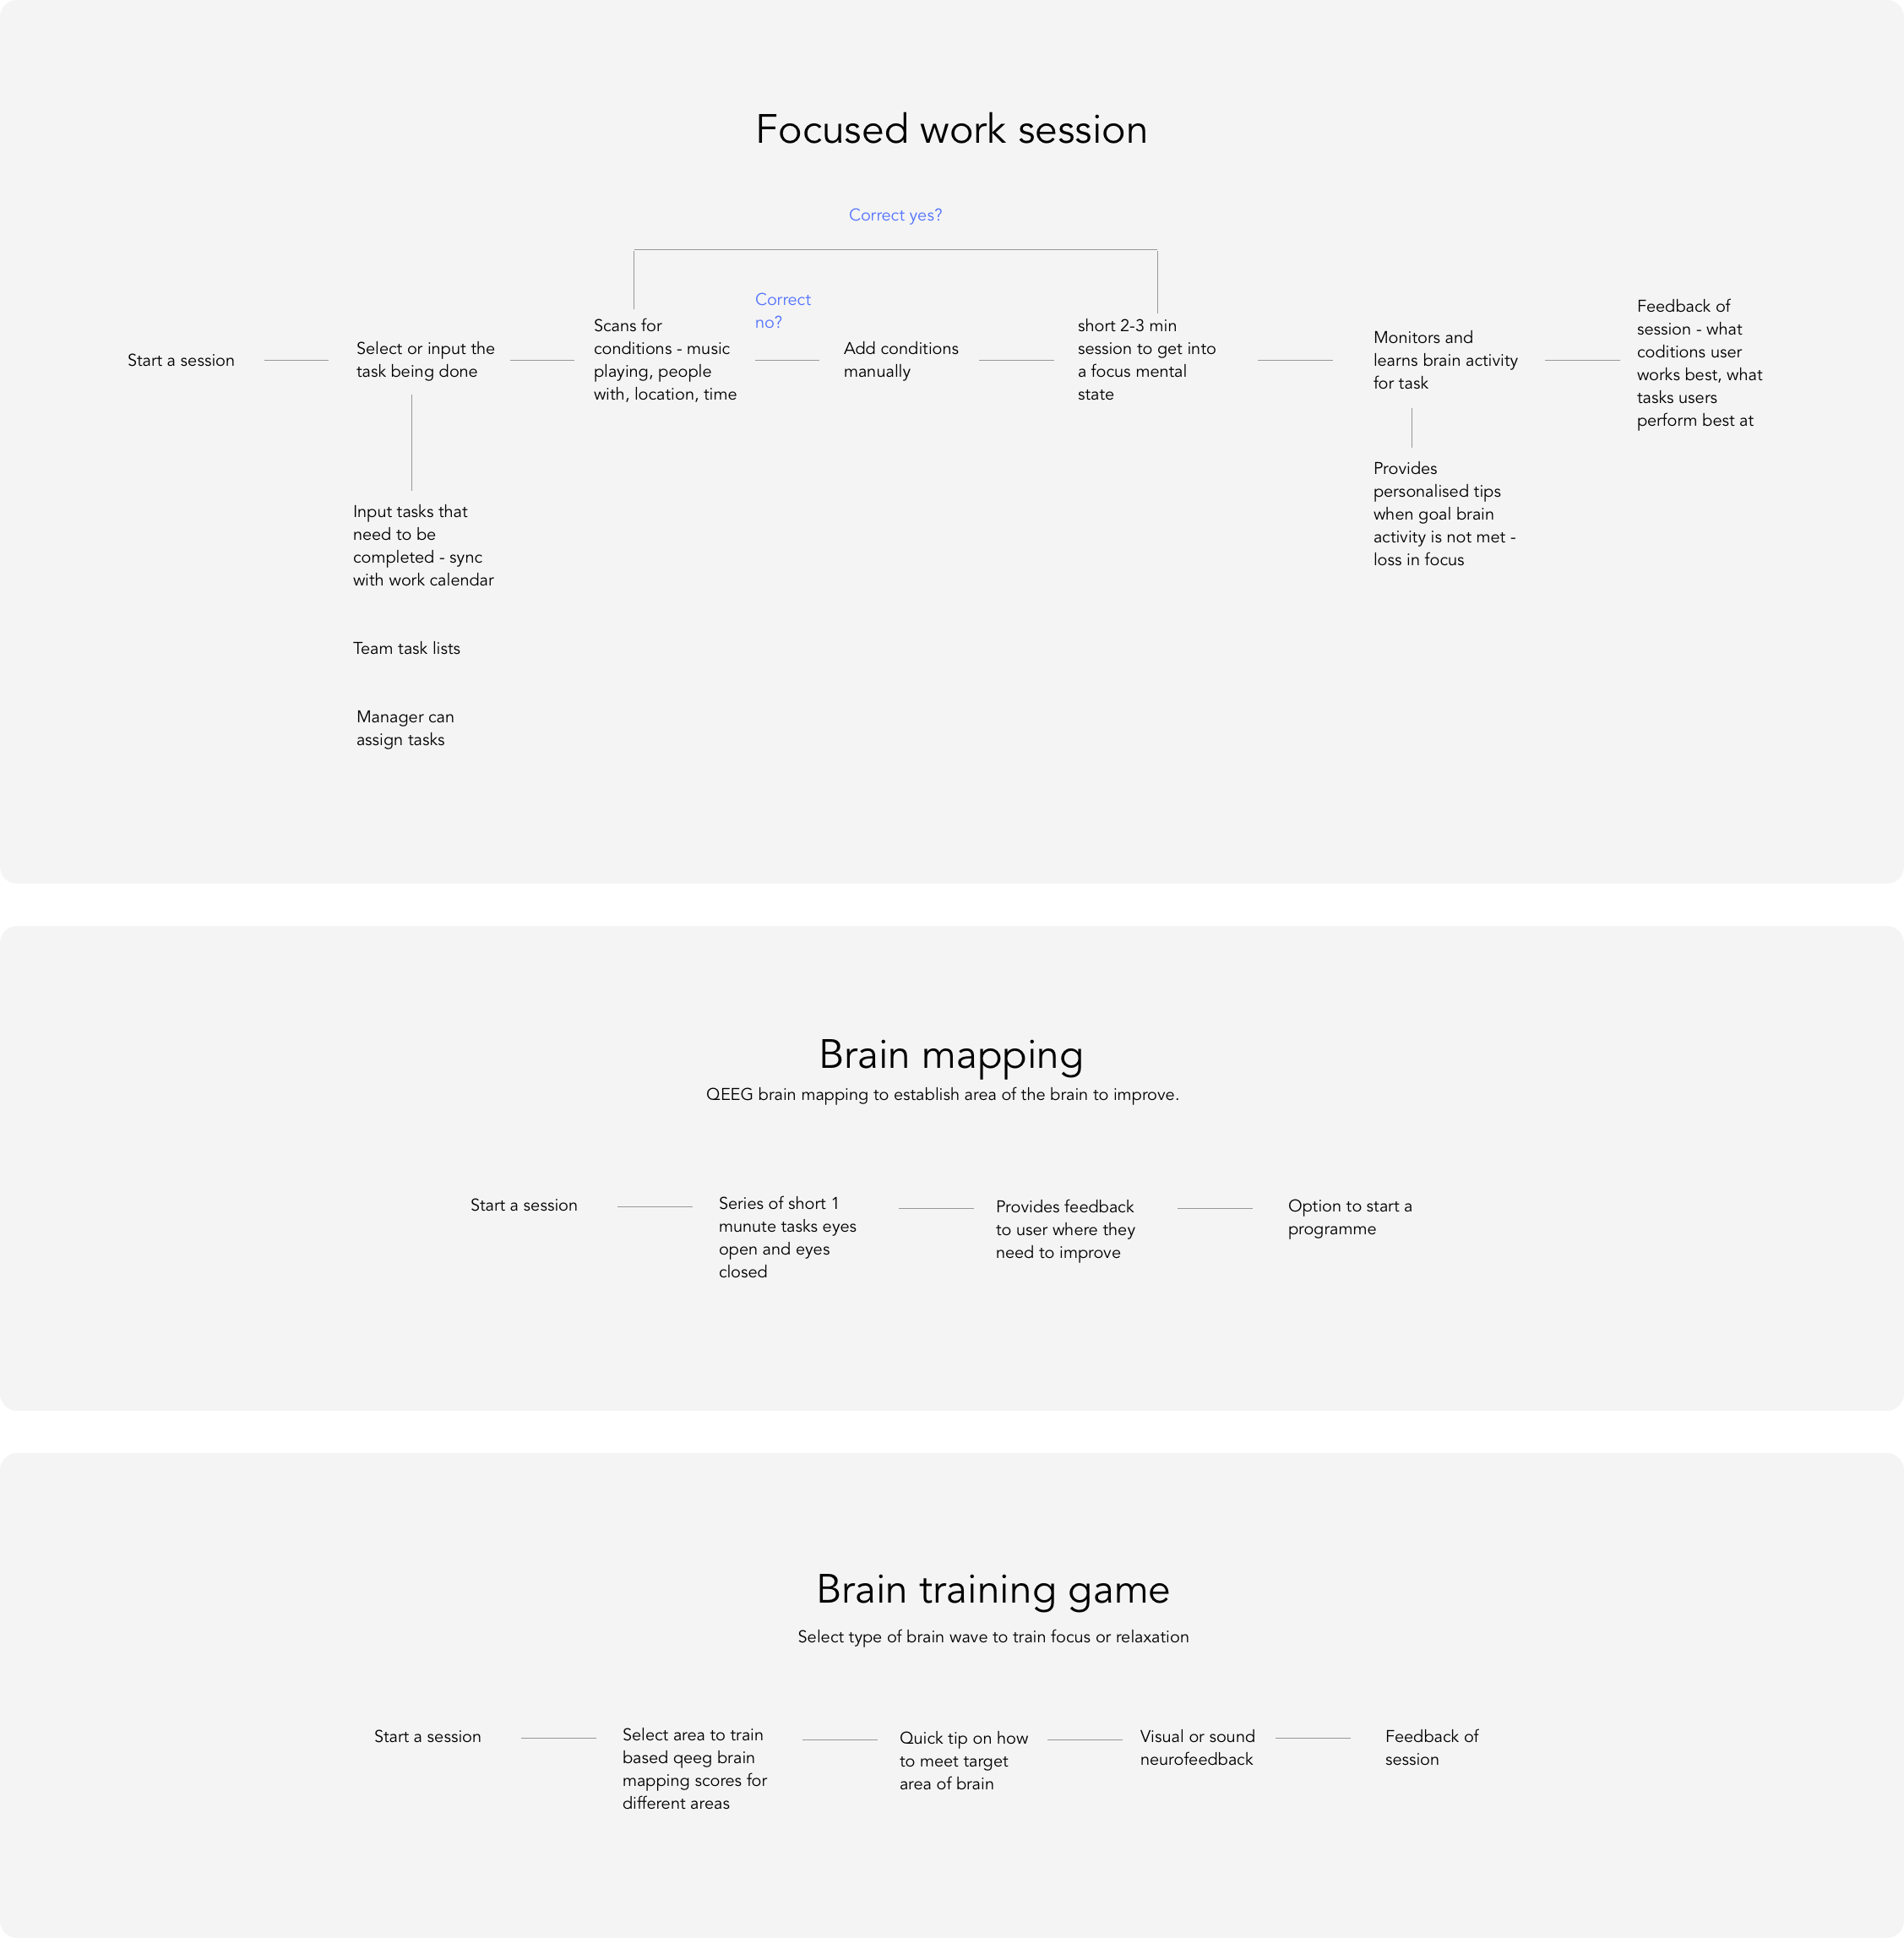 Focused work session
Correct yes?
Correct
no?
Start a session
Select or input the
task being done
Scans for
conditions - music
playing, people
with, location, time
Add conditions
manually
short 2-3 min
session to get into
a focus mental
state
Monitors and
learns brain activity
for task
Feedback of
session - what
coditions user
works best, what
tasks users
perform best at
Input tasks that
need to be
completed - sync
with work calendar
Team task lists
Manager can
assign tasks
Provides
personalised tips
when goal brain
activity is not met -
loss in focus
Brain mapping
QEEG brain mapping to establish area of the brain to improve.
Start a session
Series of short 1
munute tasks eyes
open and eyes
closed
Provides feedback
to user where they
need to improve
Option to start a
programme
Brain training game
Select type of brain wave to train focus or relaxation
Start a session
Select area to train
based qeeg brain
mapping scores for
different areas
Quick tip on how
to meet target
area of brain
Visual or sound
neurofeedback
Feedback of
session